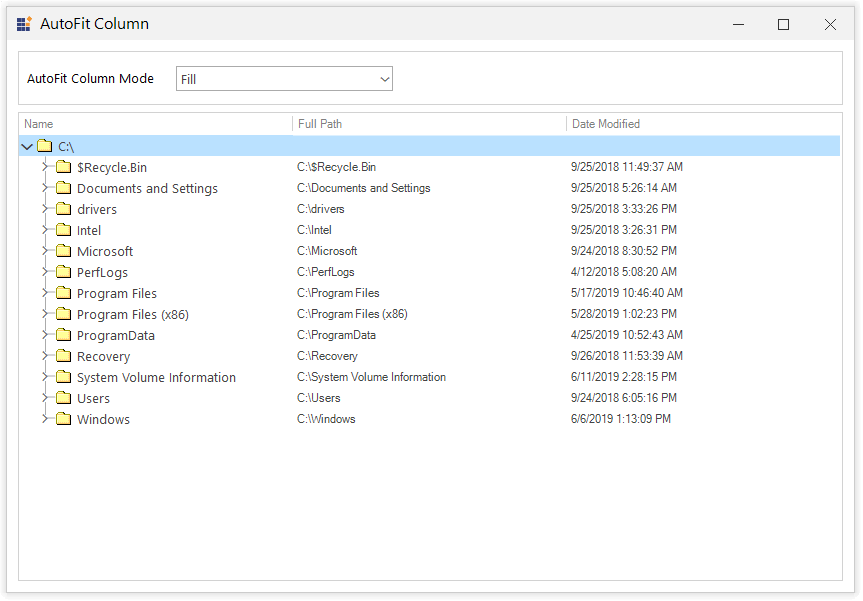 AutoFit Column
AutoFit Column Mode Fill
Name Full Path Date Modified
C:\
$Recycle.Bin C:\$Recycle.Bin 9/25/2018 11:49:37 AM
Documents and Settings C:\Documents and Settings 9/25/2018 5:26:14 AM
drivers C:\drivers 9/25/2018 3:33:26 PM
Intel C:\Intel 9/25/2018 3:26:31 PM
Microsoft C:\Microsoft 9/24/2018 8:30:52 PM
PerfLogs C:\PerfLogs 4/12/2018 5:08:20 AM
Program Files C:\Program Files 5/17/2019 10:46:40 AM
Program Files (x86) C:\Program Files (x86) 5/28/2019 1:02:23 PM
ProgramData C:\ProgramData 4/25/2019 10:52:43 AM
Recovery C:\Recovery 9/26/2018 11:53:39 AM
System Volume Information C:\System Volume Information 6/11/2019 2:28:15 PM
Users C:\Users 9/24/2018 6:05:16 PM
Windows C:\Windows 6/6/2019 1:13:09 PM